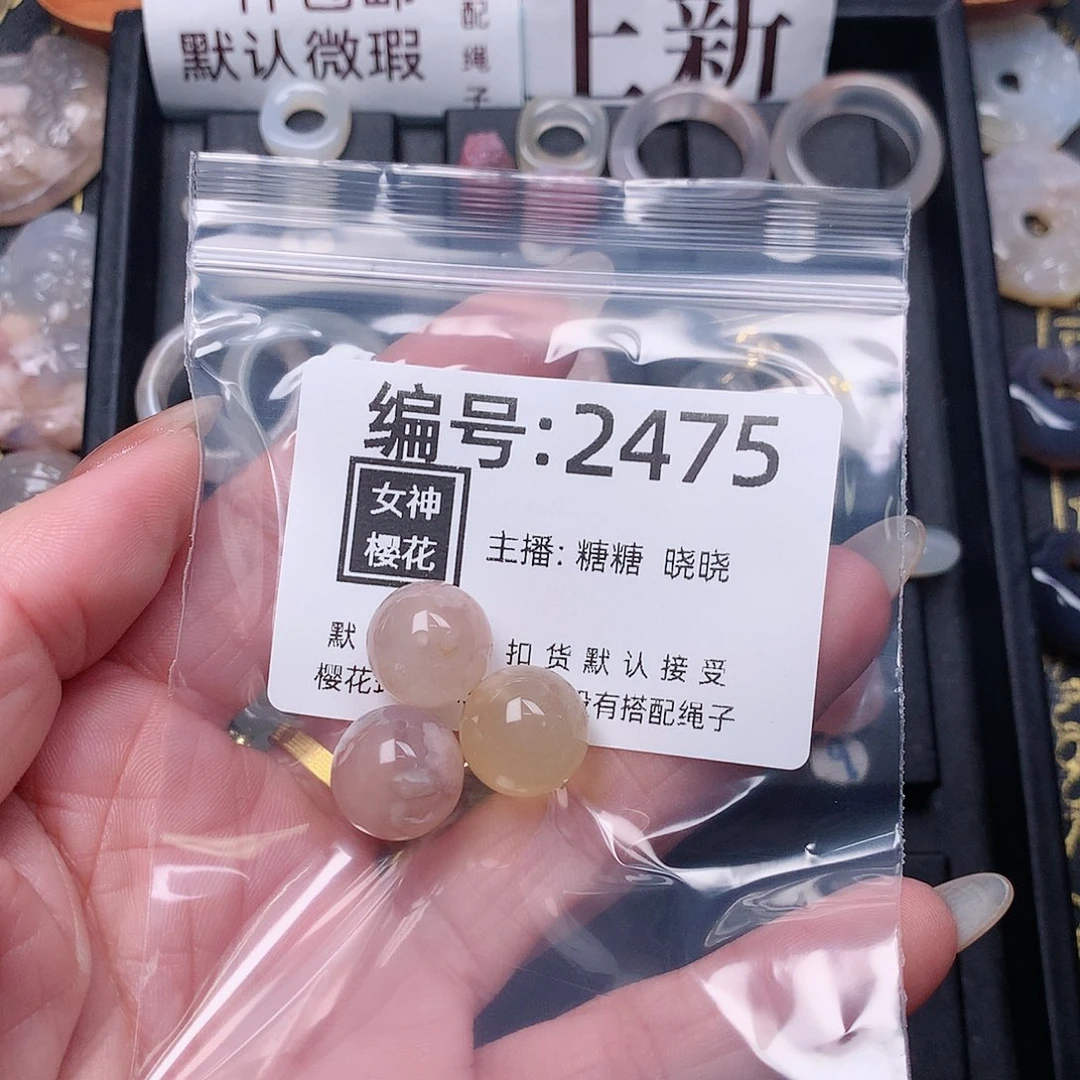 默认微瑕
配
绳
子
上新
编号:2475
女神
樱花
主播: 糖糖 晓晓
默 扣货默认接受
樱花 有搭配绳子